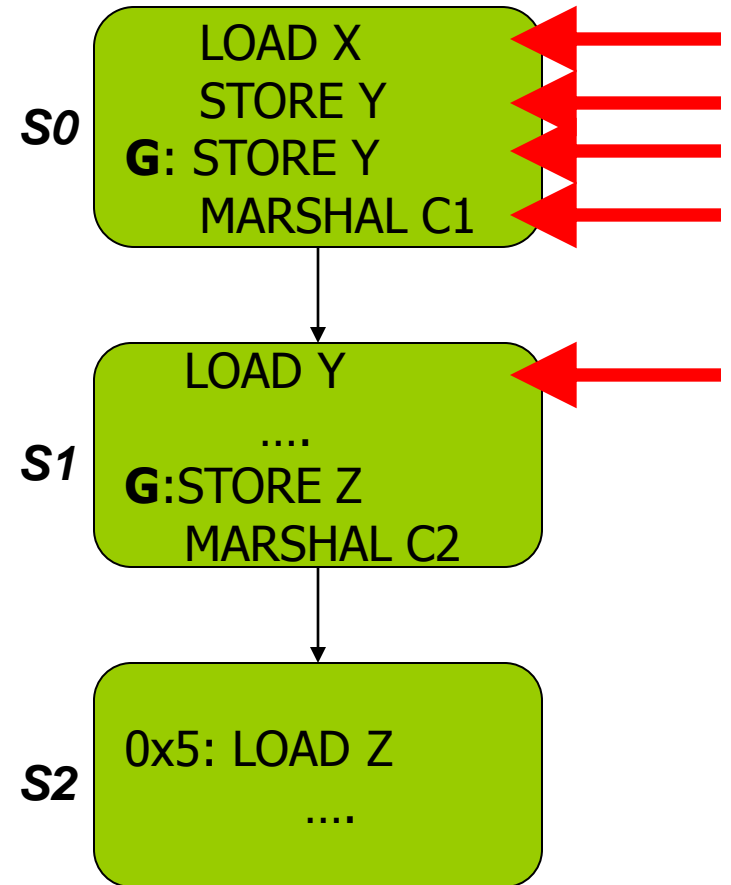 S0
LOAD X
STORE Y
G: STORE Y
MARSHAL C1
S1
LOAD Y
....
G:STORE Z
MARSHAL C2
S2
0x5: LOAD Z
....